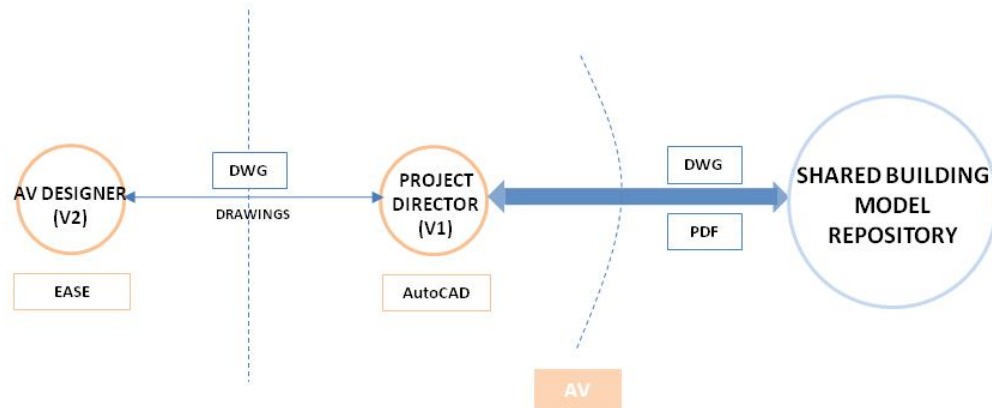 AV DESIGNER
(V2)
EASE
DWG
DRAWINGS
PROJECT
DIRECTOR
(V1)
AutoCAD
DWG
PDF
AV
SHARED BUILDING
MODEL
REPOSITORY